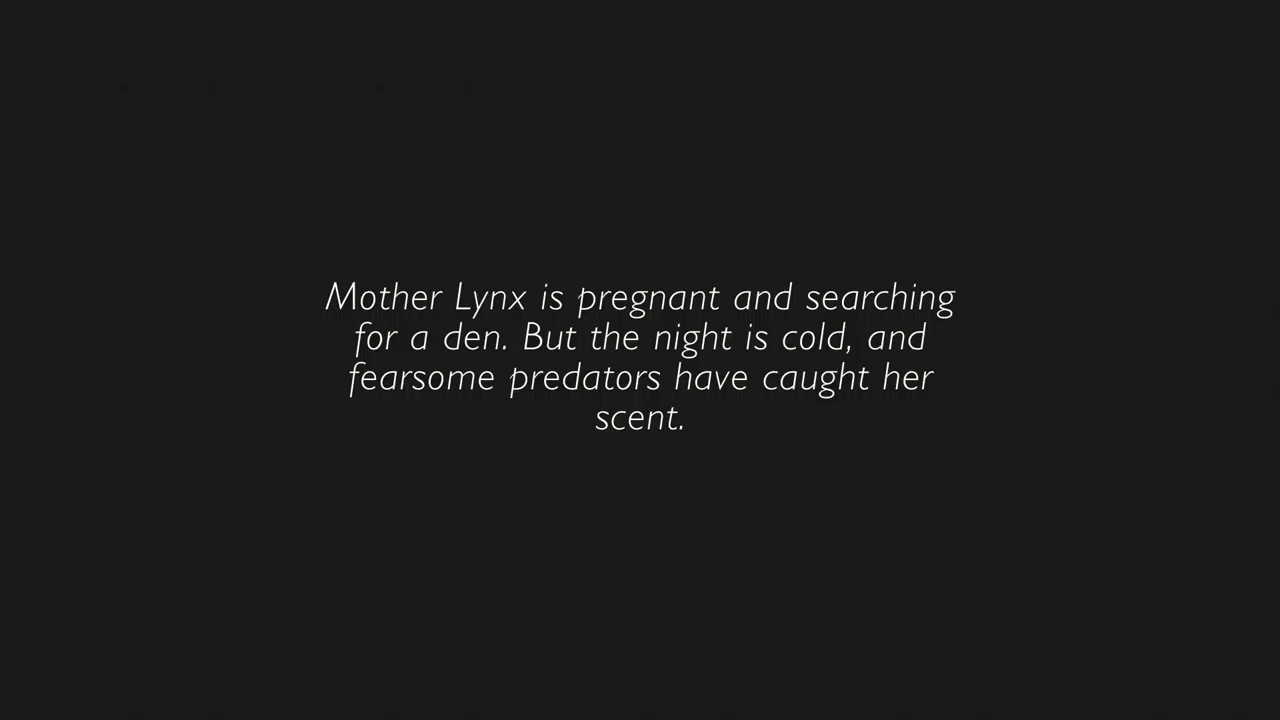 Mother Lynx is pregnant and searching
for a den. But the night is cold, and
fearsome predators have caught her
scent.